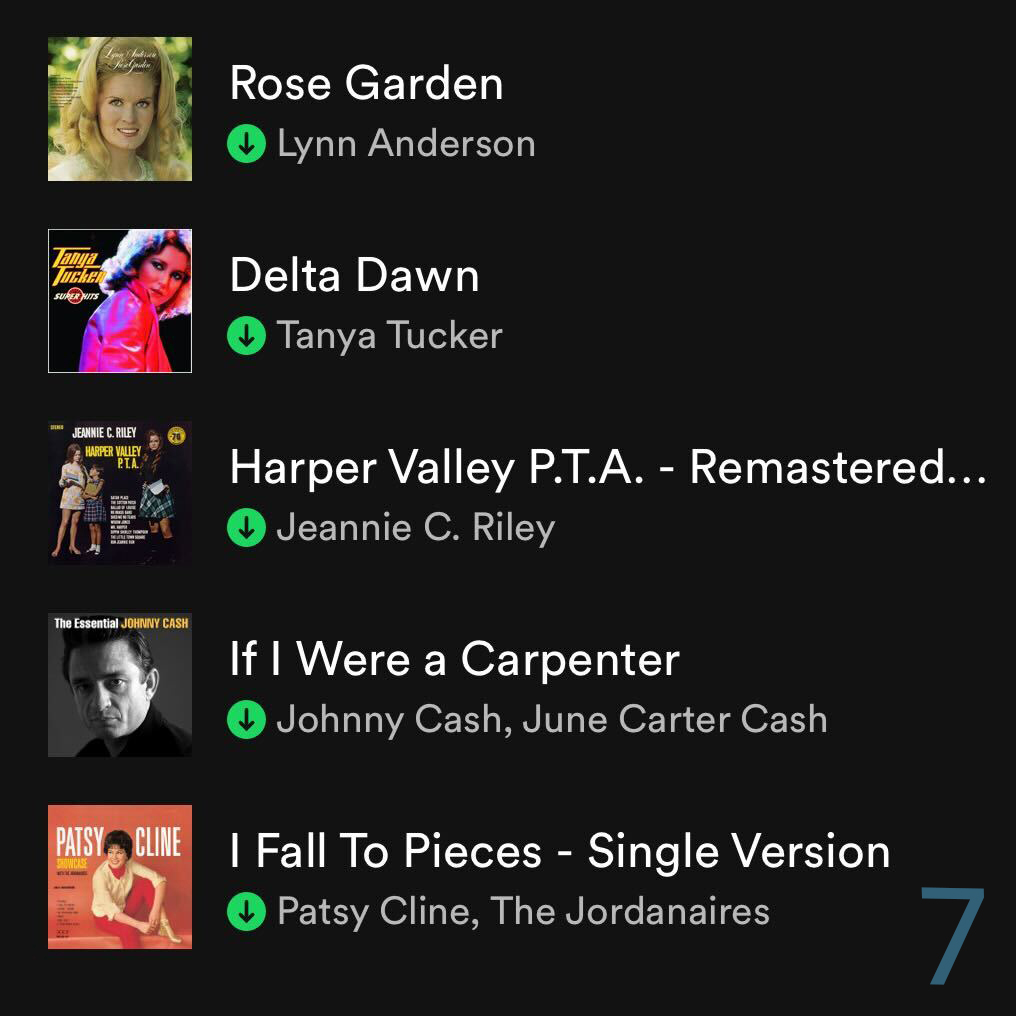 Lynn Anderson
Rose Garden
Rose Garden
Lynn Anderson
Tanya
Tucker
SUPER HITS
Delta Dawn
Tanya Tucker
STEREO
JEANNIE C. RILEY
HARPER VALLEY
P.T.A.
Harper Valley P.T.A. - Remastered...
Jeannie C. Riley
The Essential JOHNNY CASH
If I Were a Carpenter
Johnny Cash, June Carter Cash
PATSY CLINE
SHOWCASE
WITH THE JORDANAIRES
I Fall To Pieces - Single Version
Patsy Cline, The Jordanaires
7